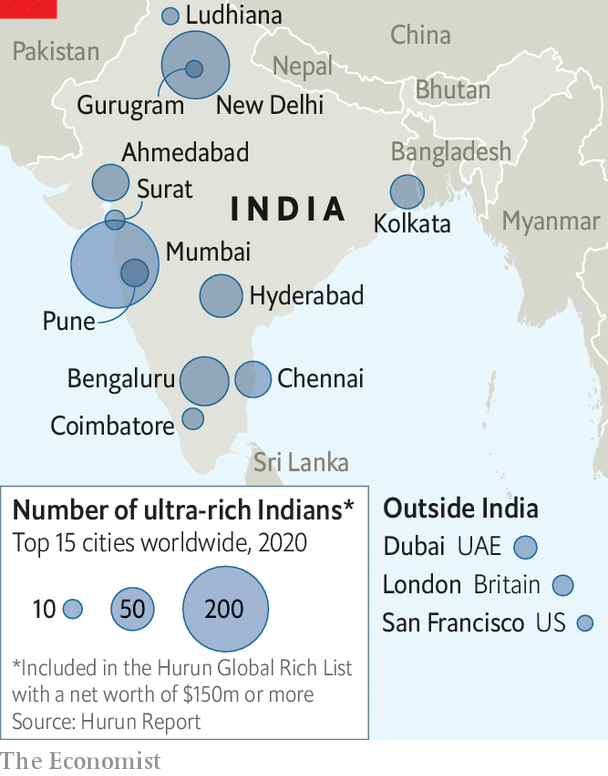 Ludhiana
Pakistan
China
Nepal
Bhutan
Gurugram
New Delhi
Ahmedabad
Bangladesh
Surat
INDIA
Kolkata
Myanmar
Mumbai
Hyderabad
Pune
Bengaluru
Chennai
Coimbatore
Sri Lanka
Number of ultra-rich Indians*
Top 15 cities worldwide, 2020
10 50 200
*Included in the Hurun Global Rich List
with a net worth of $150m or more
Source: Hurun Report
Outside India
Dubai UAE
London Britain
San Francisco US
The Economist